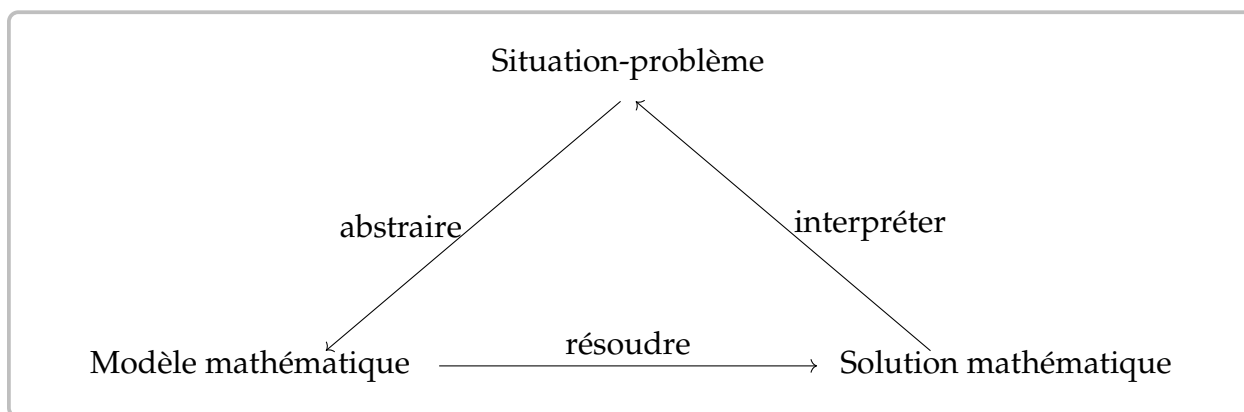 Situation-problème
abstraire
interpréter
résoudre
Modèle mathématique
Solution mathématique